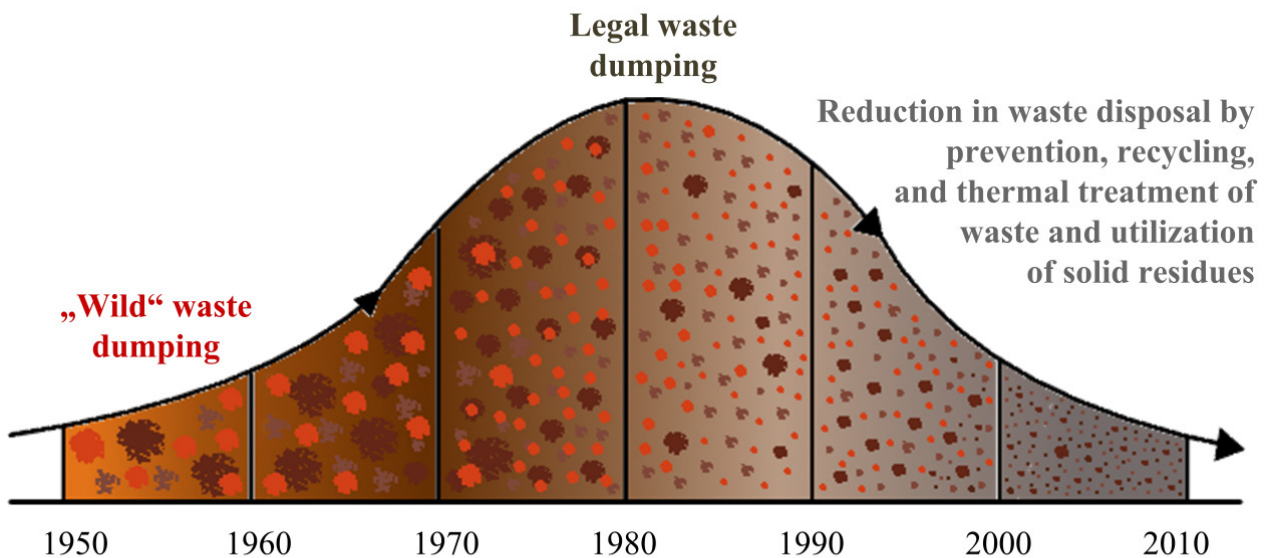 Legal waste
dumping
Reduction in waste disposal by
prevention, recycling,
and thermal treatment of
waste and utilization
of solid residues
„Wild“ waste
dumping
1950 1960 1970 1980 1990 2000 2010